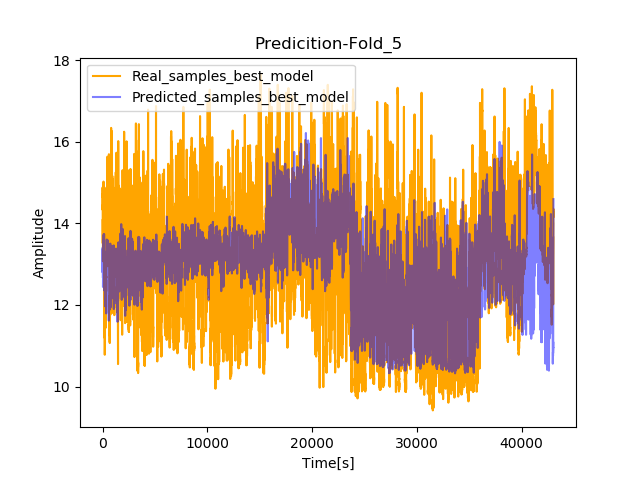 Predicition-Fold_5
Real_samples_best_model
Predicted_samples_best_model
Amplitude
18
16
14
12
10
0 10000 20000 30000 40000
Time[s]